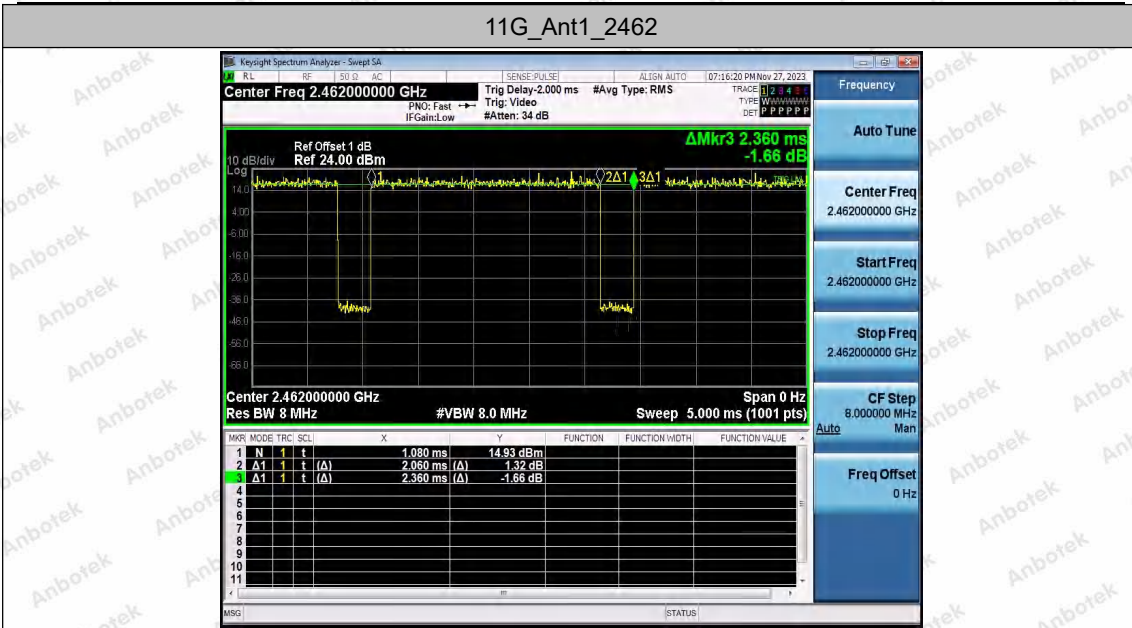 11G_Ant1_2462
Keysight Spectrum Analyzer - Swept SA
RL RF 50 Ω AC SENSE:PULSE ALIGN AUTO 07:16:20 PM Nov 27, 2023
Center Freq 2.462000000 GHz
PNO: Fast
IFGain:Low
Trig Delay-2.000 ms
Trig: Video
#Atten: 34 dB
#Avg Type: RMS
TRACE 1 2 3 4 5 6
TYPE WWWWWW
DET P P P P P P
Ref Offset 1 dB
10 dB/div Ref 24.00 dBm
Log
ΔMkr3 2.360 ms
-1.66 dB
1
2Δ1
3Δ1
14.0
4.00
-6.00
-16.0
-26.0
-36.0
-46.0
-56.0
-66.0
Center 2.462000000 GHz Span 0 Hz
Res BW 8 MHz #VBW 8.0 MHz Sweep 5.000 ms (1001 pts)
MKR MODE TRC SCL X Y FUNCTION FUNCTION WIDTH FUNCTION VALUE
1 N 1 t 1.080 ms 14.93 dBm
2 Δ1 1 t (Δ) 2.060 ms (Δ) 1.32 dB
3 Δ1 1 t (Δ) 2.360 ms (Δ) -1.66 dB
4
5
6
7
8
9
10
11
MSG STATUS
Frequency
Auto Tune
Center Freq
2.462000000 GHz
Start Freq
2.462000000 GHz
Stop Freq
2.462000000 GHz
CF Step
8.000000 MHz
Auto Man
Freq Offset
0 Hz
Anbotek